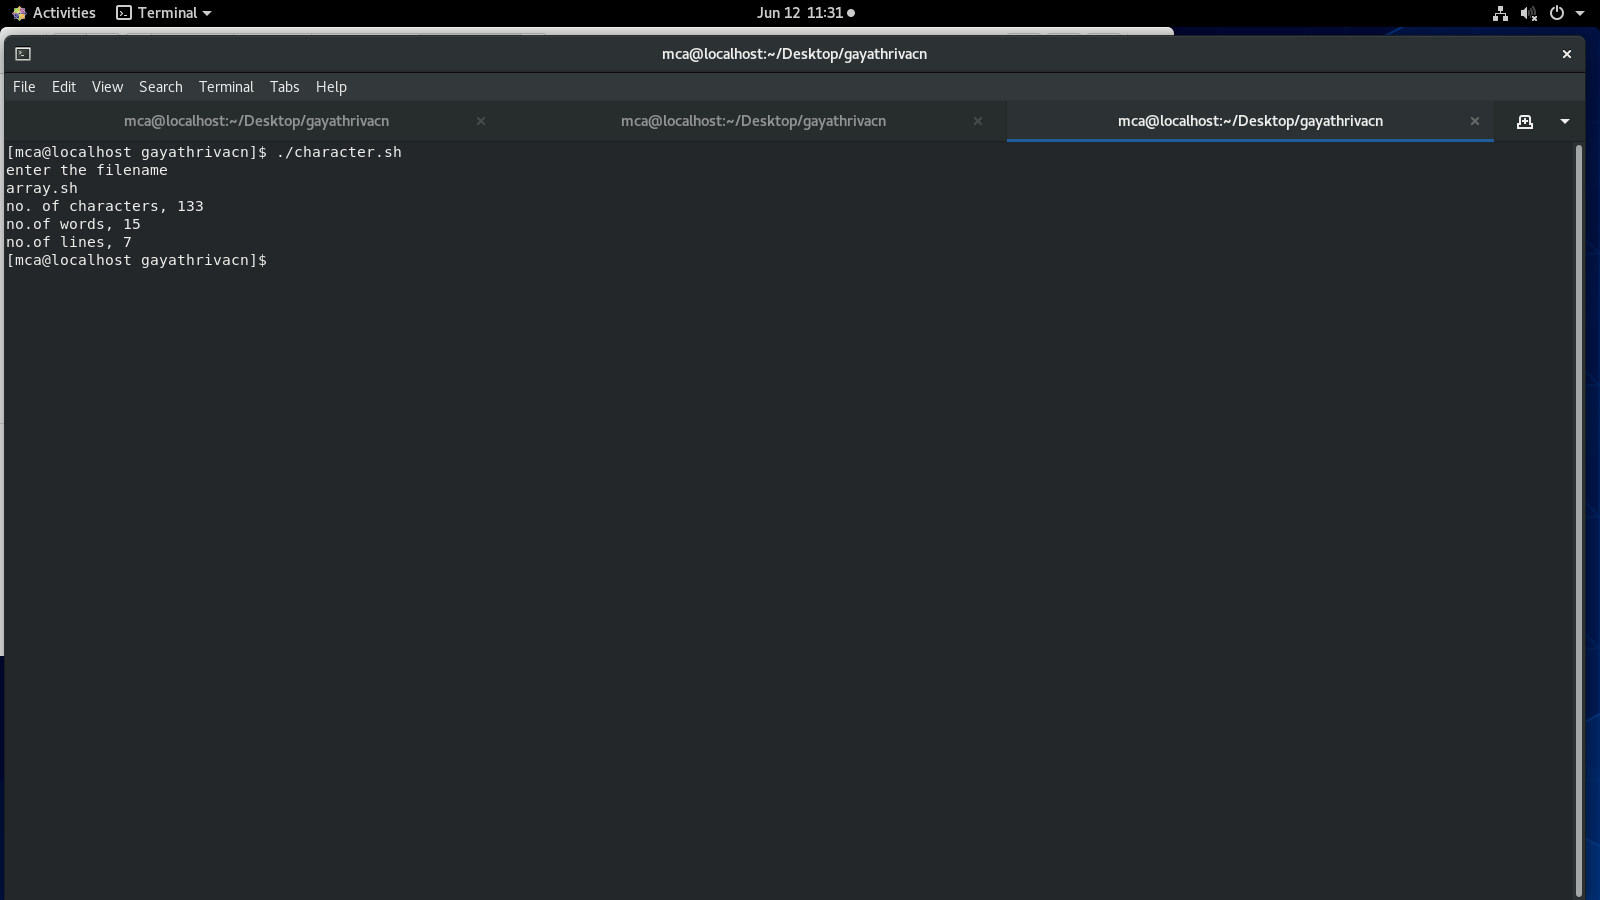 Activities Terminal Jun 12 11:31
mca@localhost:~/Desktop/gayathrivacn
File Edit View Search Terminal Tabs Help
mca@localhost:~/Desktop/gayathrivacn mca@localhost:~/Desktop/gayathrivacn mca@localhost:~/Desktop/gayathrivacn
[mca@localhost gayathrivacn]$ ./character.sh
enter the filename
array.sh
no. of characters, 133
no.of words, 15
no.of lines, 7
[mca@localhost gayathrivacn]$